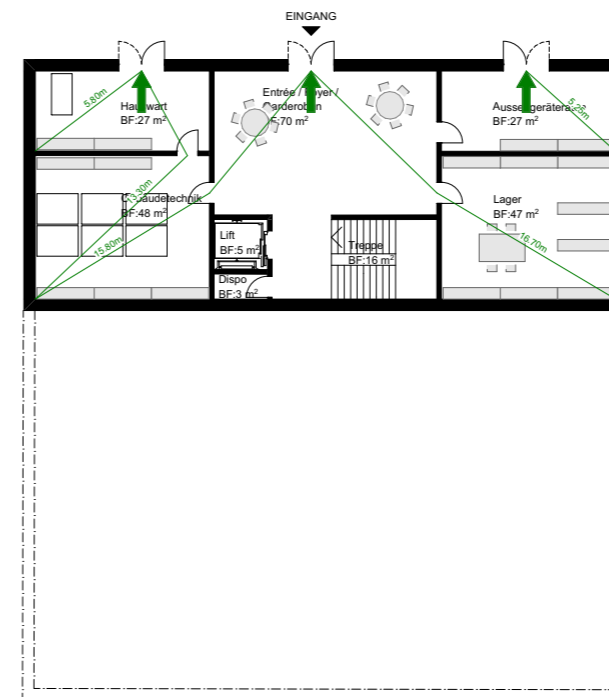 EINGANG
5.80m
Hauswart
BF:27 m²
Entrée / Foyer /
Garderoben
BF:70 m²
5.25m
Aussengerätera
BF:27 m²
13.30m
Gebäudetechnik
BF:48 m²
15.80m
Lager
BF:47 m²
16.70m
Lift
BF:5 m²
Treppe
BF:16 m²
Dispo
BF:3 m²